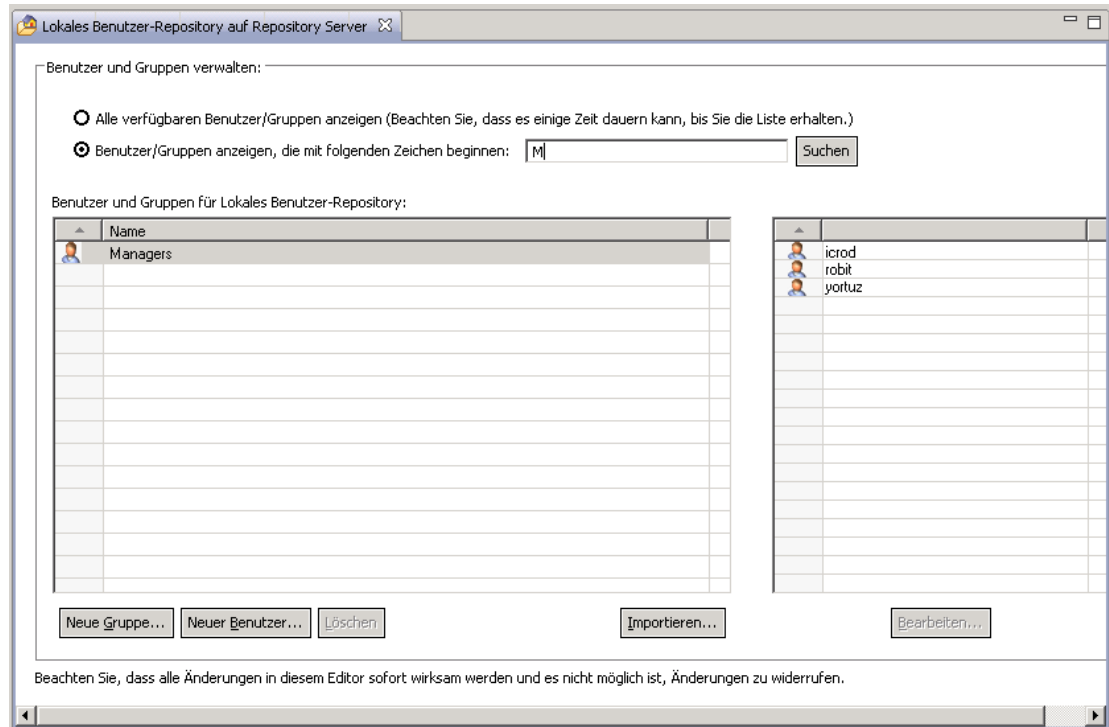 Lokales Benutzer-Repository auf Repository Server
Benutzer und Gruppen verwalten:
Alle verfügbaren Benutzer/Gruppen anzeigen (Beachten Sie, dass es einige Zeit dauern kann, bis Sie die Liste erhalten.)
Benutzer/Gruppen anzeigen, die mit folgenden Zeichen beginnen: M Suchen
Benutzer und Gruppen für Lokales Benutzer-Repository:
Name
Managers
icrod
robit
yortuz
Neue Gruppe... Neuer Benutzer... Löschen Importieren... Bearbeiten...
Beachten Sie, dass alle Änderungen in diesem Editor sofort wirksam werden und es nicht möglich ist, Änderungen zu widerrufen.